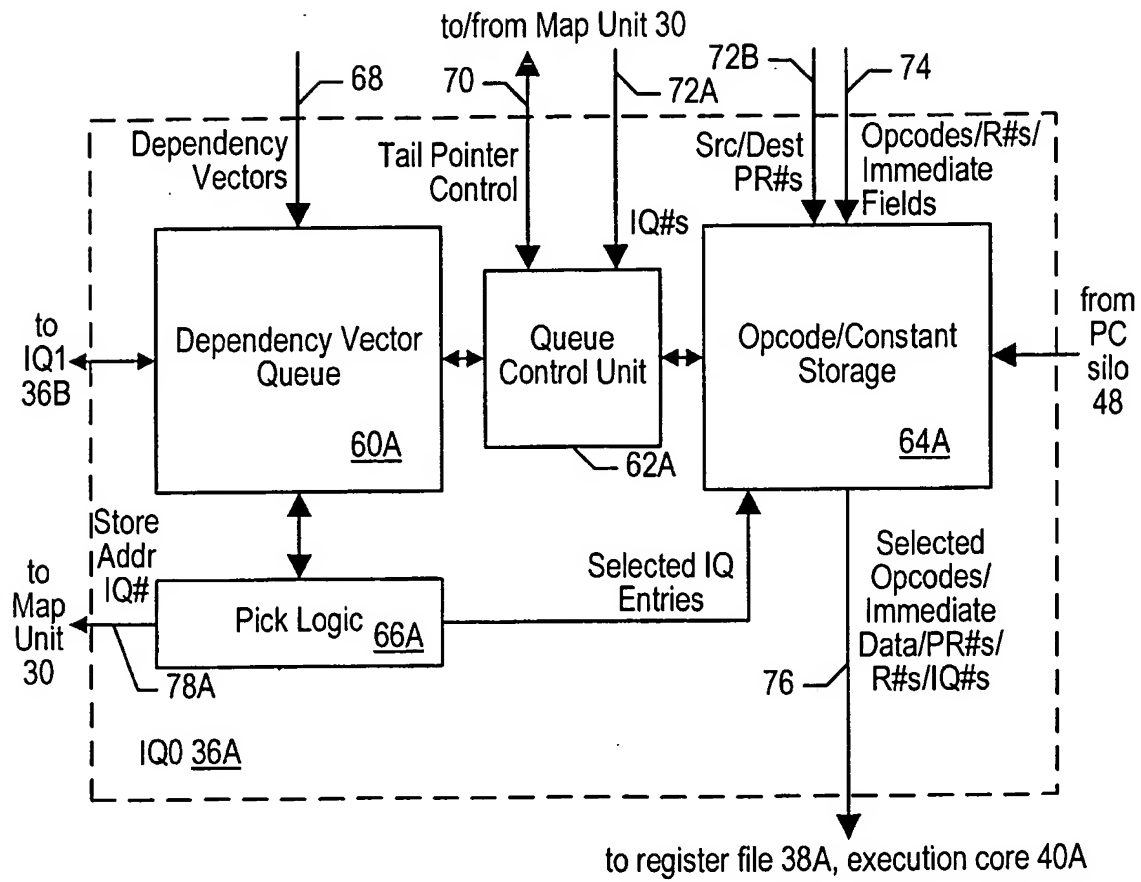 to/from Map Unit 30
68
70
72A
72B
74
Dependency
Vectors
Tail Pointer
Control
IQ#s
Src/Dest
PR#s
Opcodes/R#s/
Immediate
Fields
to
IQ1
36B
Dependency Vector
Queue
60A
Queue
Control Unit
62A
Opcode/Constant
Storage
64A
from
PC
silo
48
Store
Addr
IQ#
to
Map
Unit
30
Pick Logic 66A
78A
Selected IQ
Entries
Selected
Opcodes/
Immediate
Data/PR#s/
R#s/IQ#s
76
IQ0 36A
to register file 38A, execution core 40A